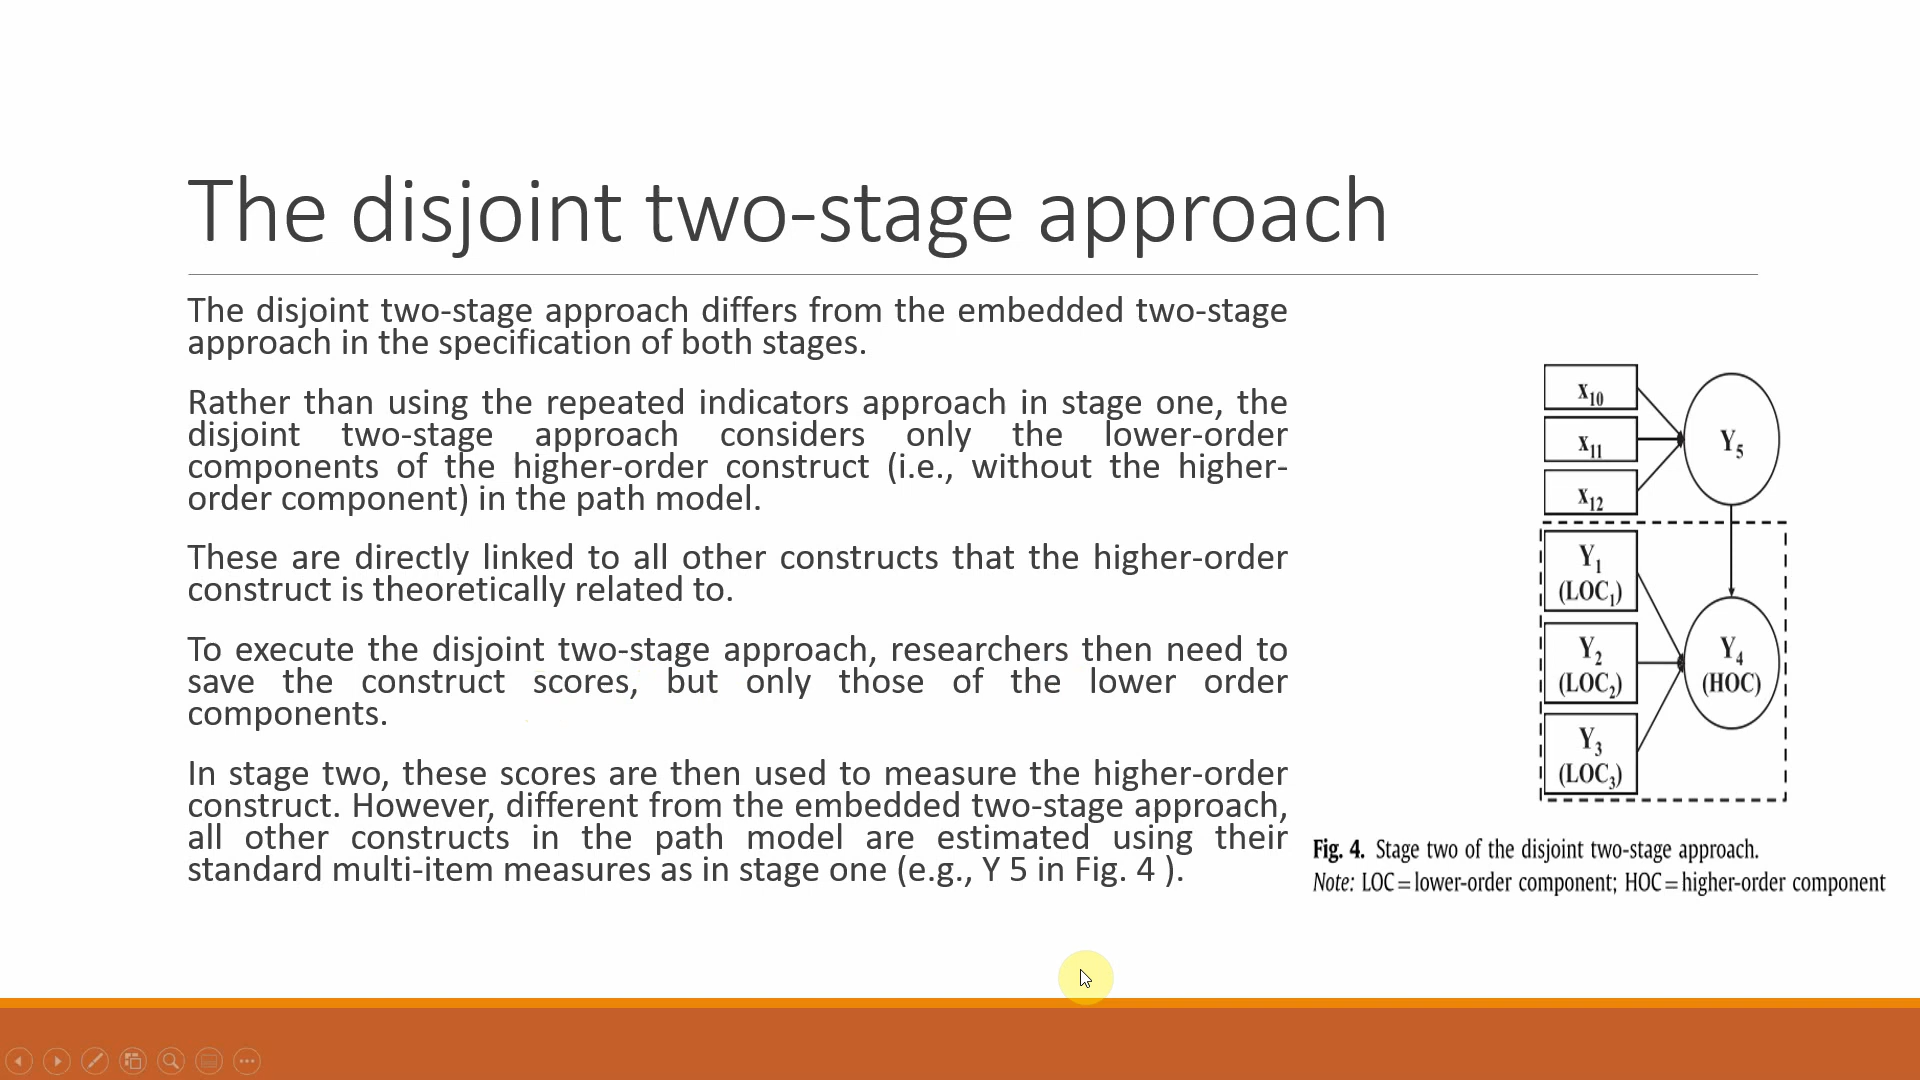 The disjoint two-stage approach
The disjoint two-stage approach differs from the embedded two-stage
approach in the specification of both stages.
Rather than using the repeated indicators approach in stage one, the
disjoint two-stage approach considers only the lower-order
components of the higher-order construct (i.e., without the higher-
order component) in the path model.
These are directly linked to all other constructs that the higher-order
construct is theoretically related to.
To execute the disjoint two-stage approach, researchers then need to
save the construct scores, but only those of the lower order
components.
In stage two, these scores are then used to measure the higher-order
construct. However, different from the embedded two-stage approach,
all other constructs in the path model are estimated using their
standard multi-item measures as in stage one (e.g., Y 5 in Fig. 4 ).
x10
x11
x12
Y5
Y1
(LOC1)
Y2
(LOC2)
Y3
(LOC3)
Y4
(HOC)
Fig. 4. Stage two of the disjoint two-stage approach.
Note: LOC = lower-order component; HOC = higher-order component